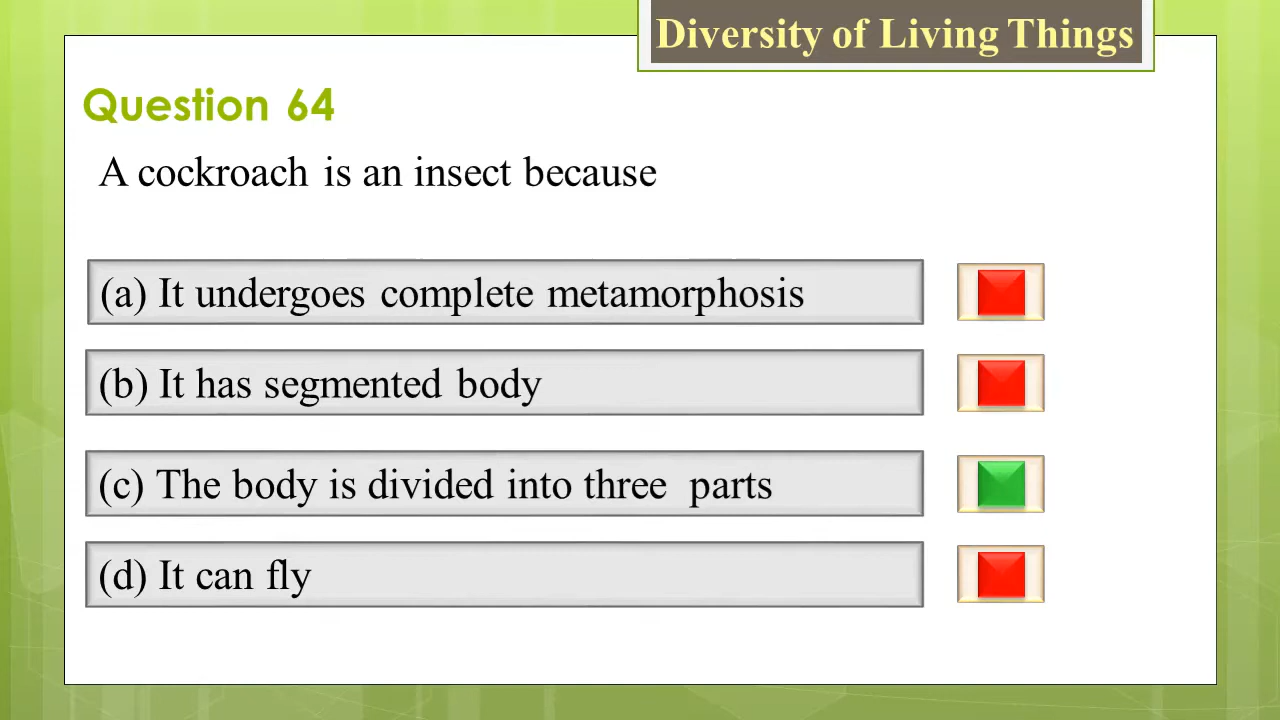 Diversity of Living Things
Question 64
A cockroach is an insect because
(a) It undergoes complete metamorphosis
(b) It has segmented body
(c) The body is divided into three  parts
(d) It can fly